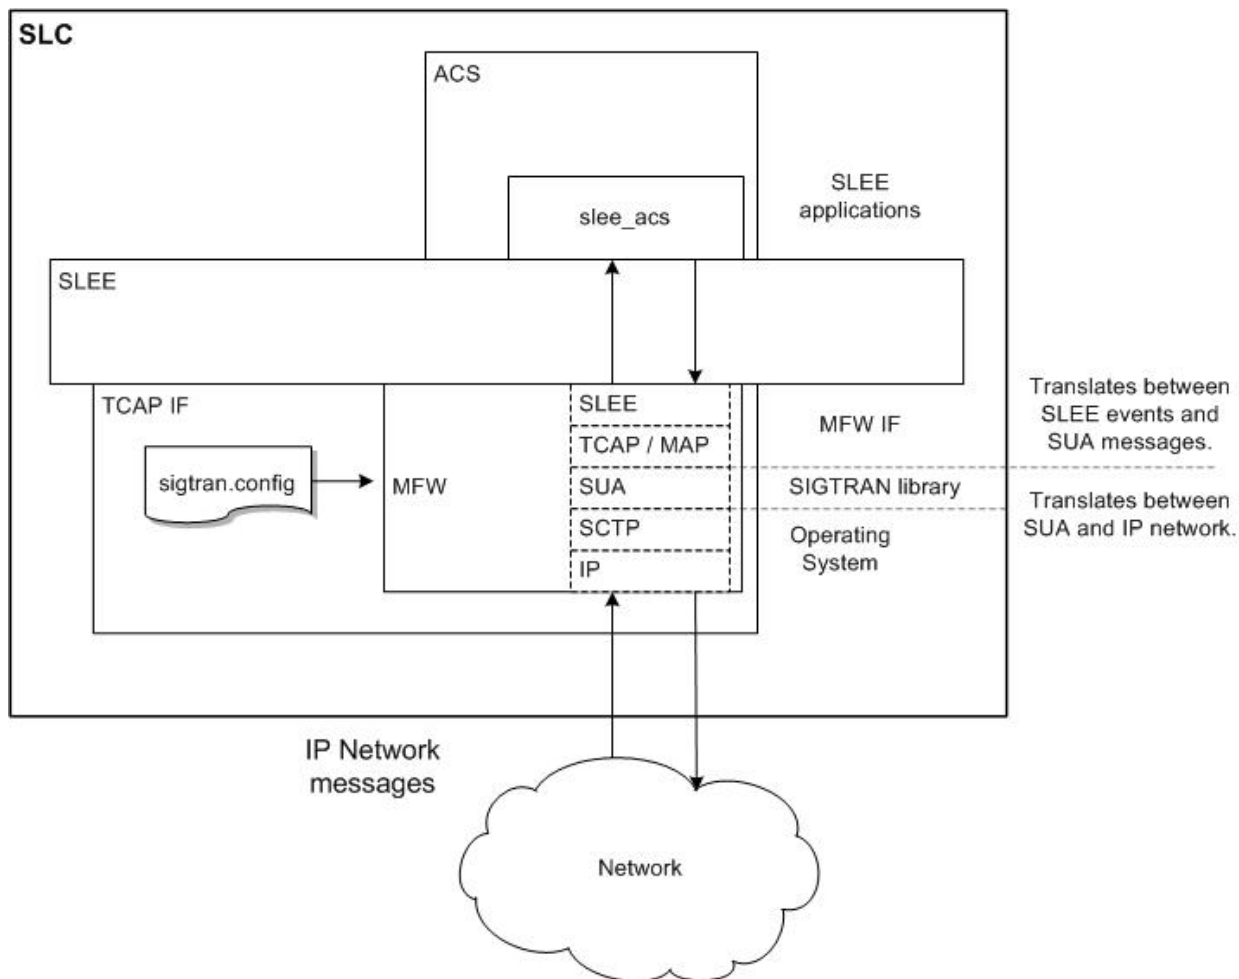 SLC
ACS
slee_acs
SLEE
applications
SLEE
TCAP IF
sigtran.config
MFW
SLEE
TCAP / MAP
SUA
SCTP
IP
MFW IF
SIGTRAN library
Operating
System
Translates between
SLEE events and
SUA messages.
Translates between
SUA and IP network.
IP Network
messages
Network